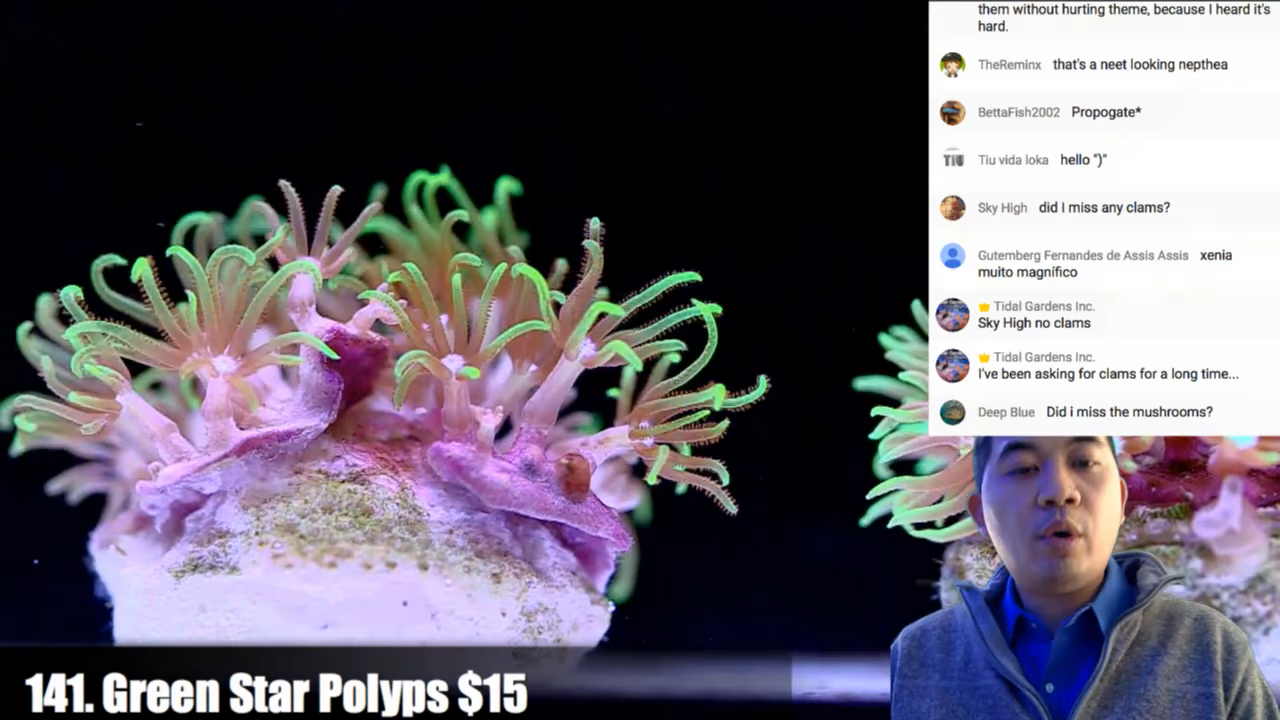 them without hurting theme, because I heard it's
hard.
TheReminx that's a neet looking nepthea
BettaFish2002 Propogate*
TIU Tiu vida loka hello ")"
Sky High did I miss any clams?
Gutemberg Fernandes de Assis Assis xenia
muito magnífico
Tidal Gardens Inc.
Sky High no clams
Tidal Gardens Inc.
I've been asking for clams for a long time...
Deep Blue Did i miss the mushrooms?
141. Green Star Polyps $15